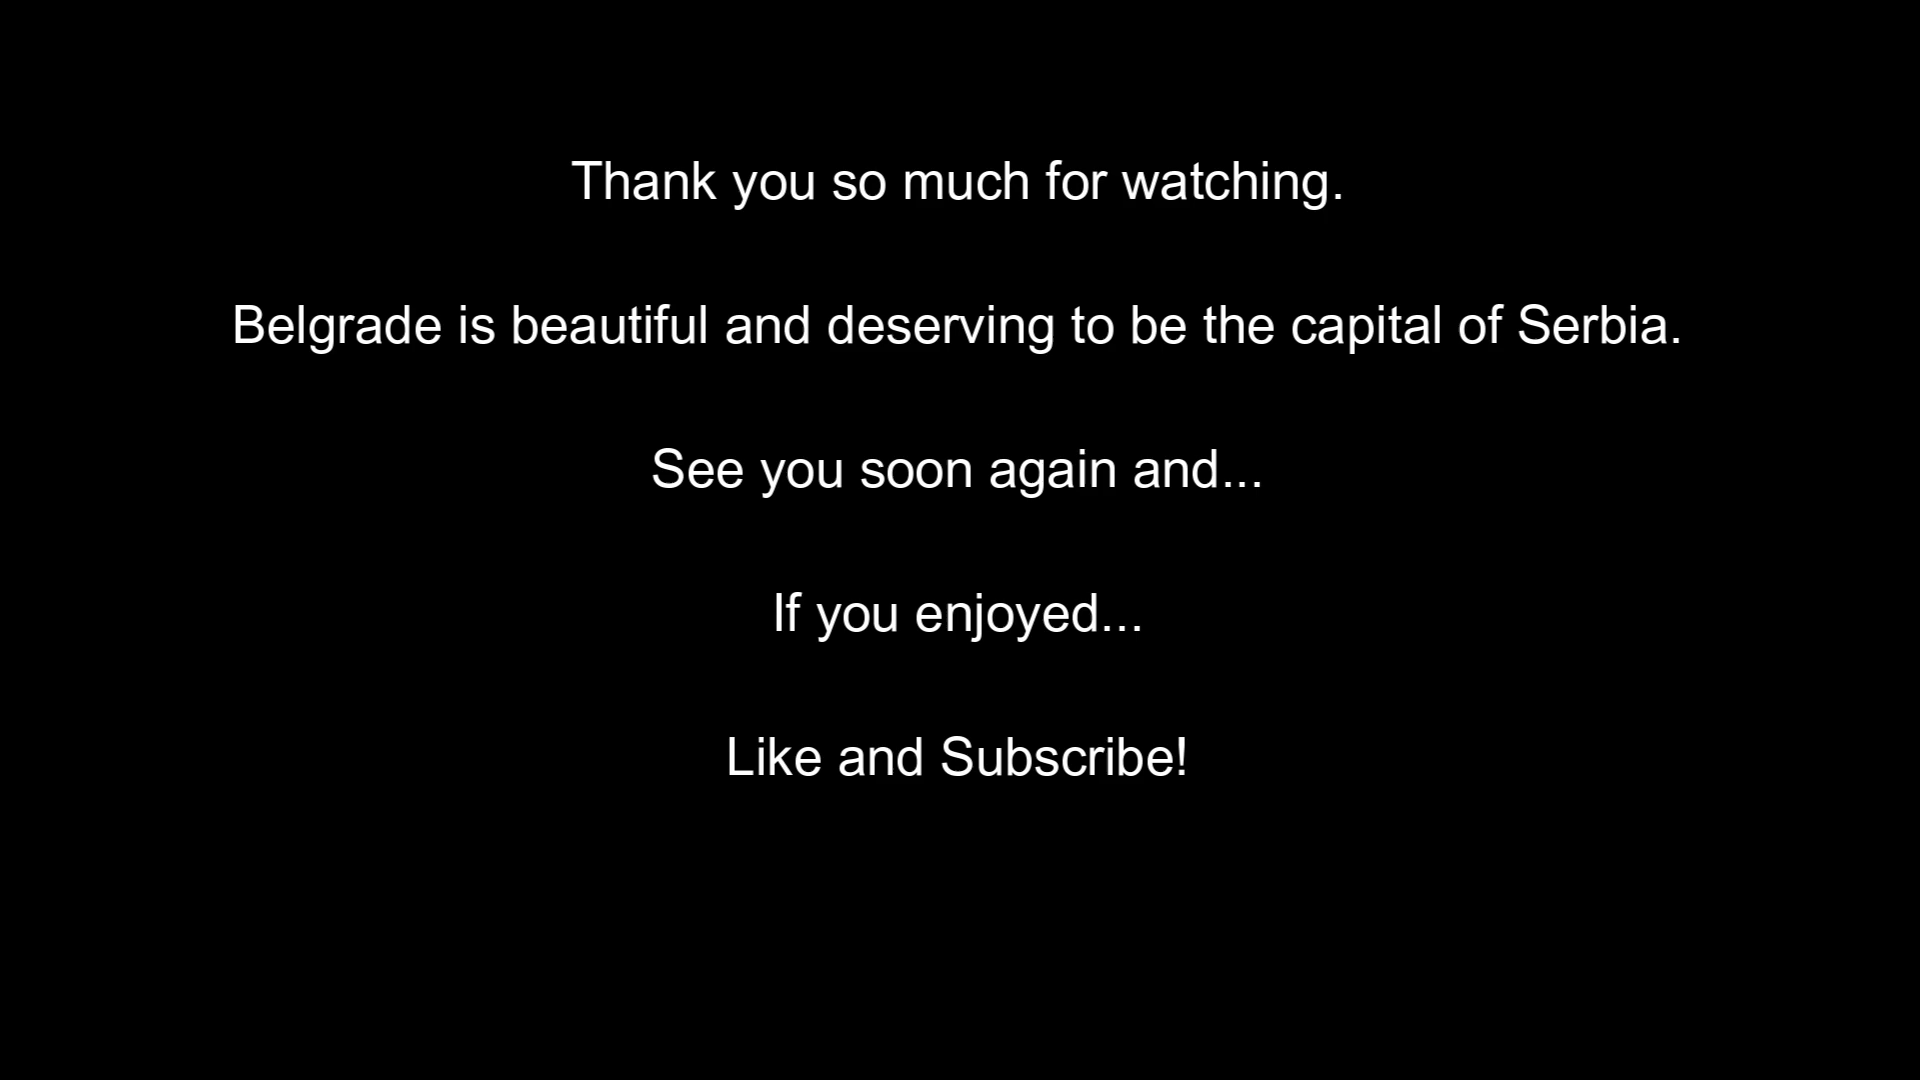 Thank you so much for watching.
Belgrade is beautiful and deserving to be the capital of Serbia.
See you soon again and...
If you enjoyed...
Like and Subscribe!